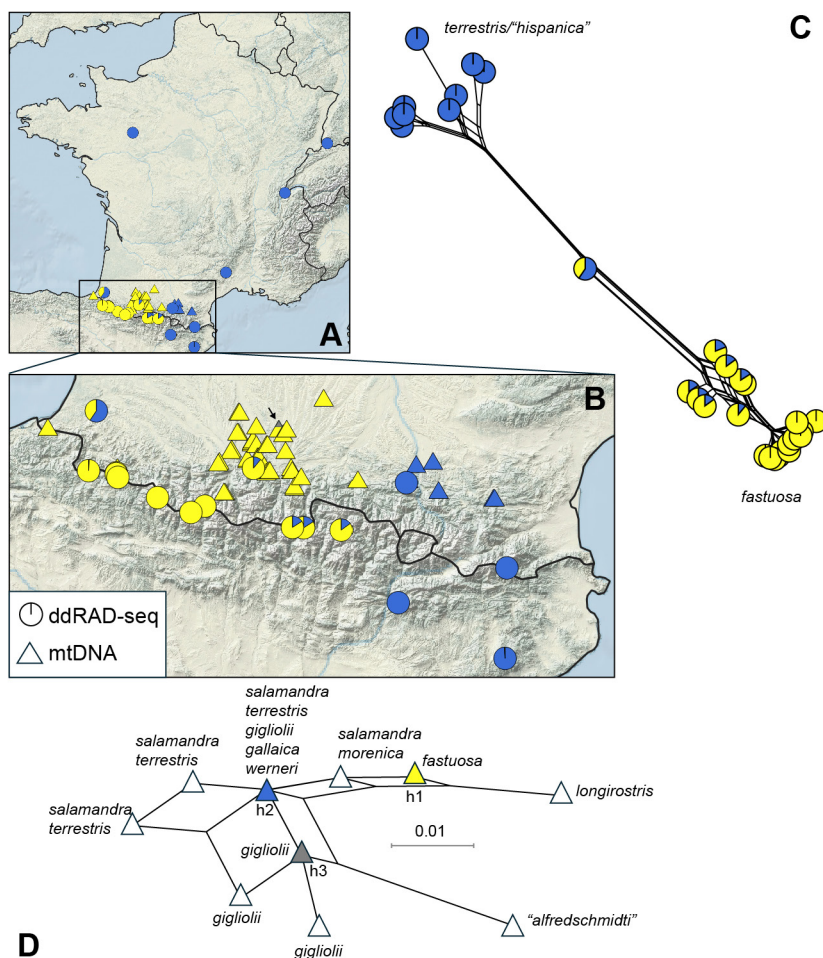 terrestris/“hispanica”
C
A
B
fastuosa
ddRAD-seq
mtDNA
salamandra
terrestris
gigliolii
gallaica
werneri
salamandra
terrestris
salamandra
morenica
fastuosa
h1
longirostris
h2
salamandra
terrestris
0.01
gigliolii
h3
gigliolii
gigliolii
“alfredschmidti”
D